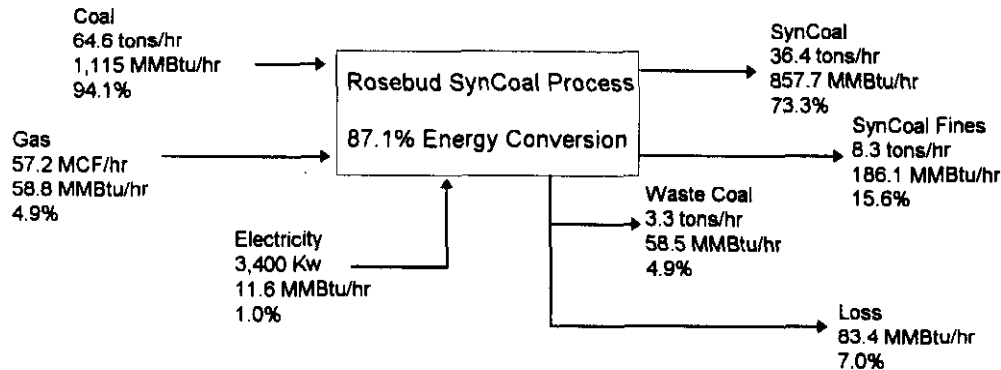 Coal
64.6 tons/hr
1,115 MMBtu/hr
94.1%
Gas
57.2 MCF/hr
58.8 MMBtu/hr
4.9%
Electricity
3,400 Kw
11.6 MMBtu/hr
1.0%
Rosebud SynCoal Process
87.1% Energy Conversion
SynCoal
36.4 tons/hr
857.7 MMBtu/hr
73.3%
SynCoal Fines
8.3 tons/hr
186.1 MMBtu/hr
15.6%
Waste Coal
3.3 tons/hr
58.5 MMBtu/hr
4.9%
Loss
83.4 MMBtu/hr
7.0%